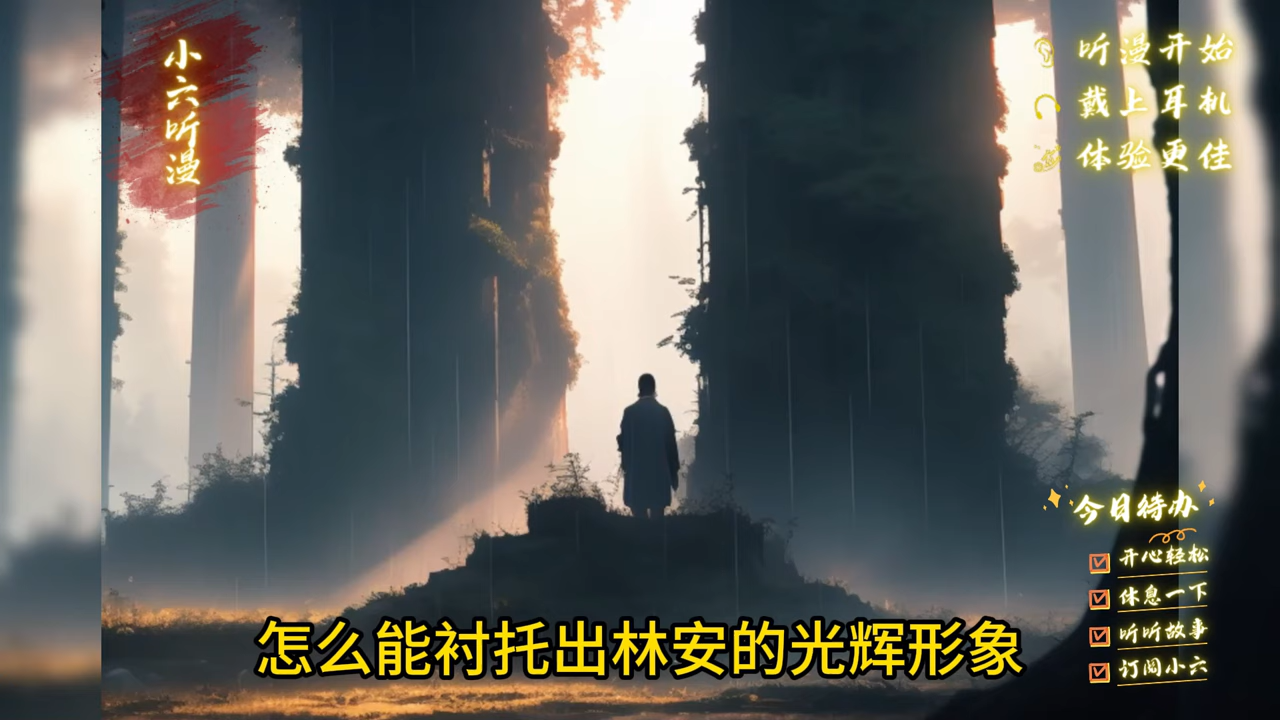 小六听漫
听漫开始
戴上耳机
体验更佳
今日待办
开心轻松
休息一下
听听故事
订阅小六
怎么能衬托出林安的光辉形象